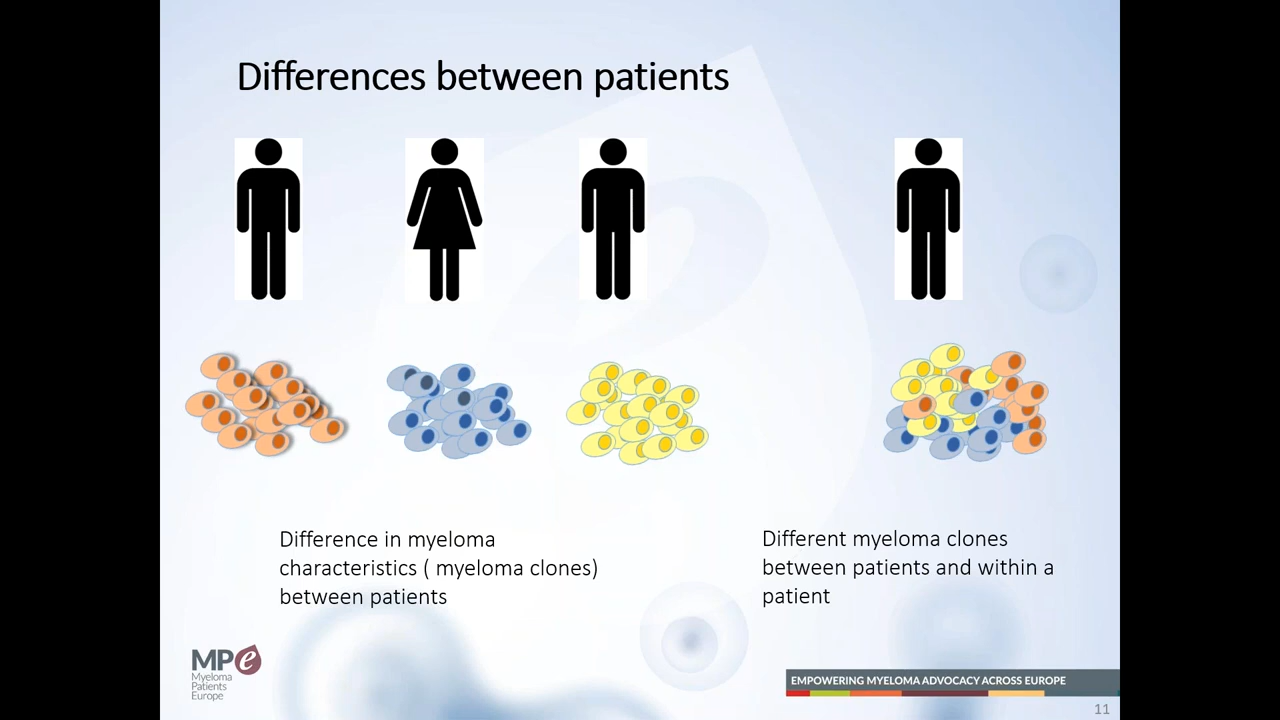 Differences between patients
Difference in myeloma
characteristics ( myeloma clones)
between patients
Different myeloma clones
between patients and within a
patient
MPe
Myeloma
Patients
Europe
EMPOWERING MYELOMA ADVOCACY ACROSS EUROPE
11